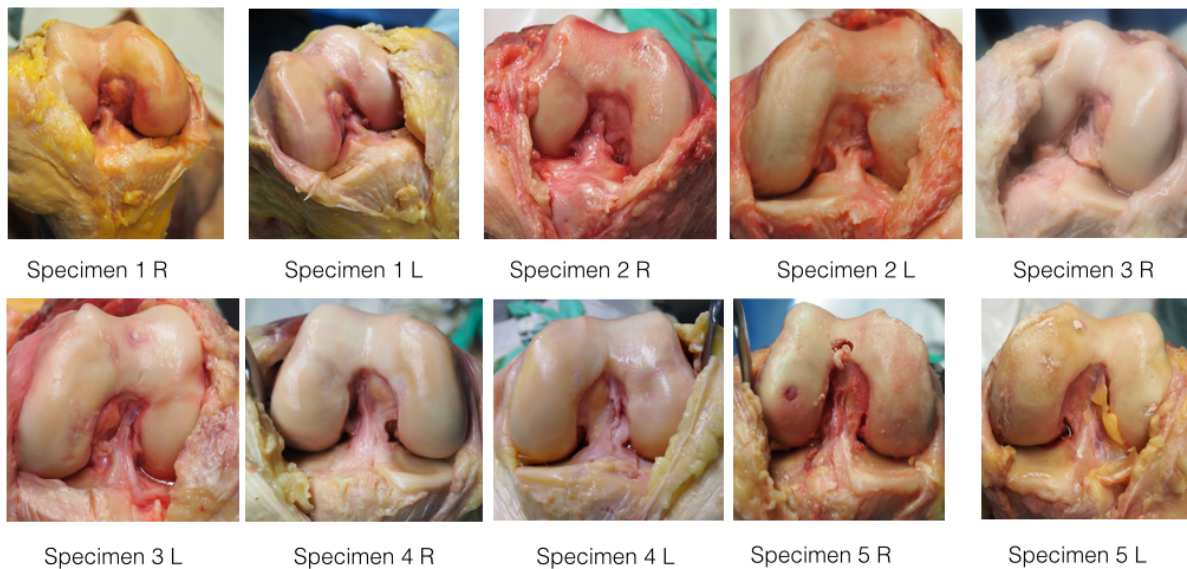 Specimen 1 R
Specimen 1 L
Specimen 2 R
Specimen 2 L
Specimen 3 R
Specimen 3 L
Specimen 4 R
Specimen 4 L
Specimen 5 R
Specimen 5 L